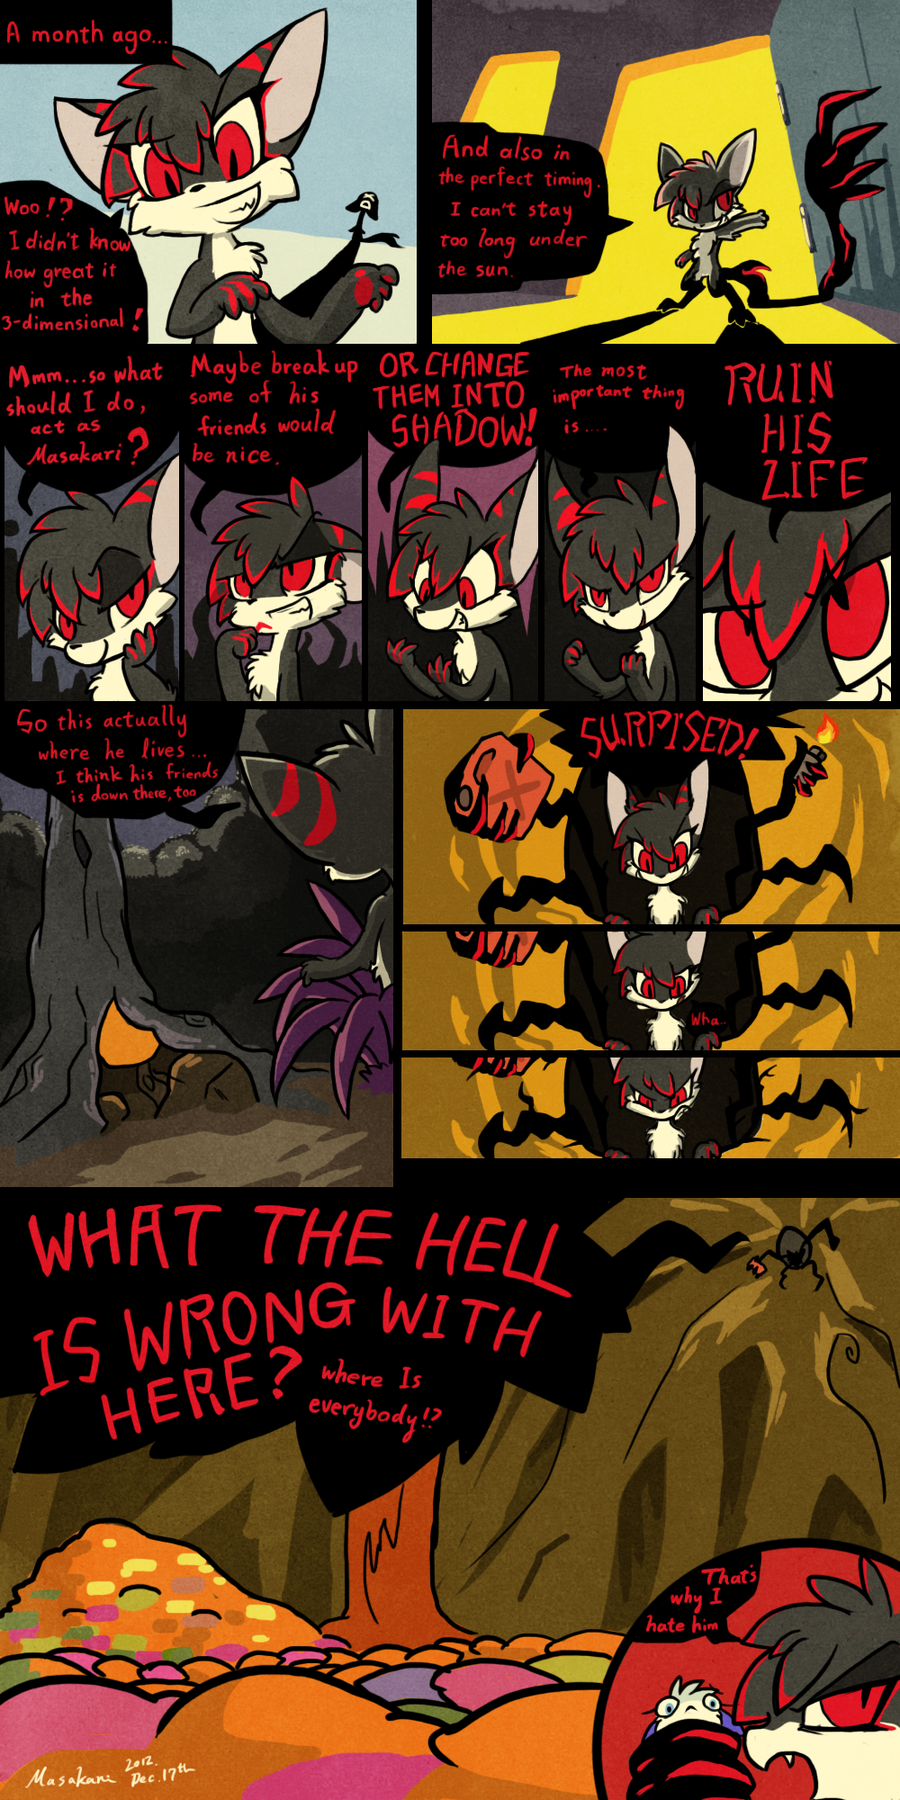 A month ago...
Woo!?
I didn't know
how great it
in the
3-dimensional!
And also in
the perfect timing.
I can't stay
too long under
the sun.
Mmm...so what
should I do,
act as
Masakari?
Maybe break up
some of his
friends would
be nice.
OR CHANGE
THEM INTO
SHADOW!
The most
important thing
is....
RUIN
HIS
LIFE
So this actually
where he lives...
I think his friends
is down there, too
SURPISED!
Wha..
WHAT THE HELL
IS WRONG WITH
HERE?
where Is
everybody!?
That's
why I
hate him
Masakari 2012.
Dec.17th